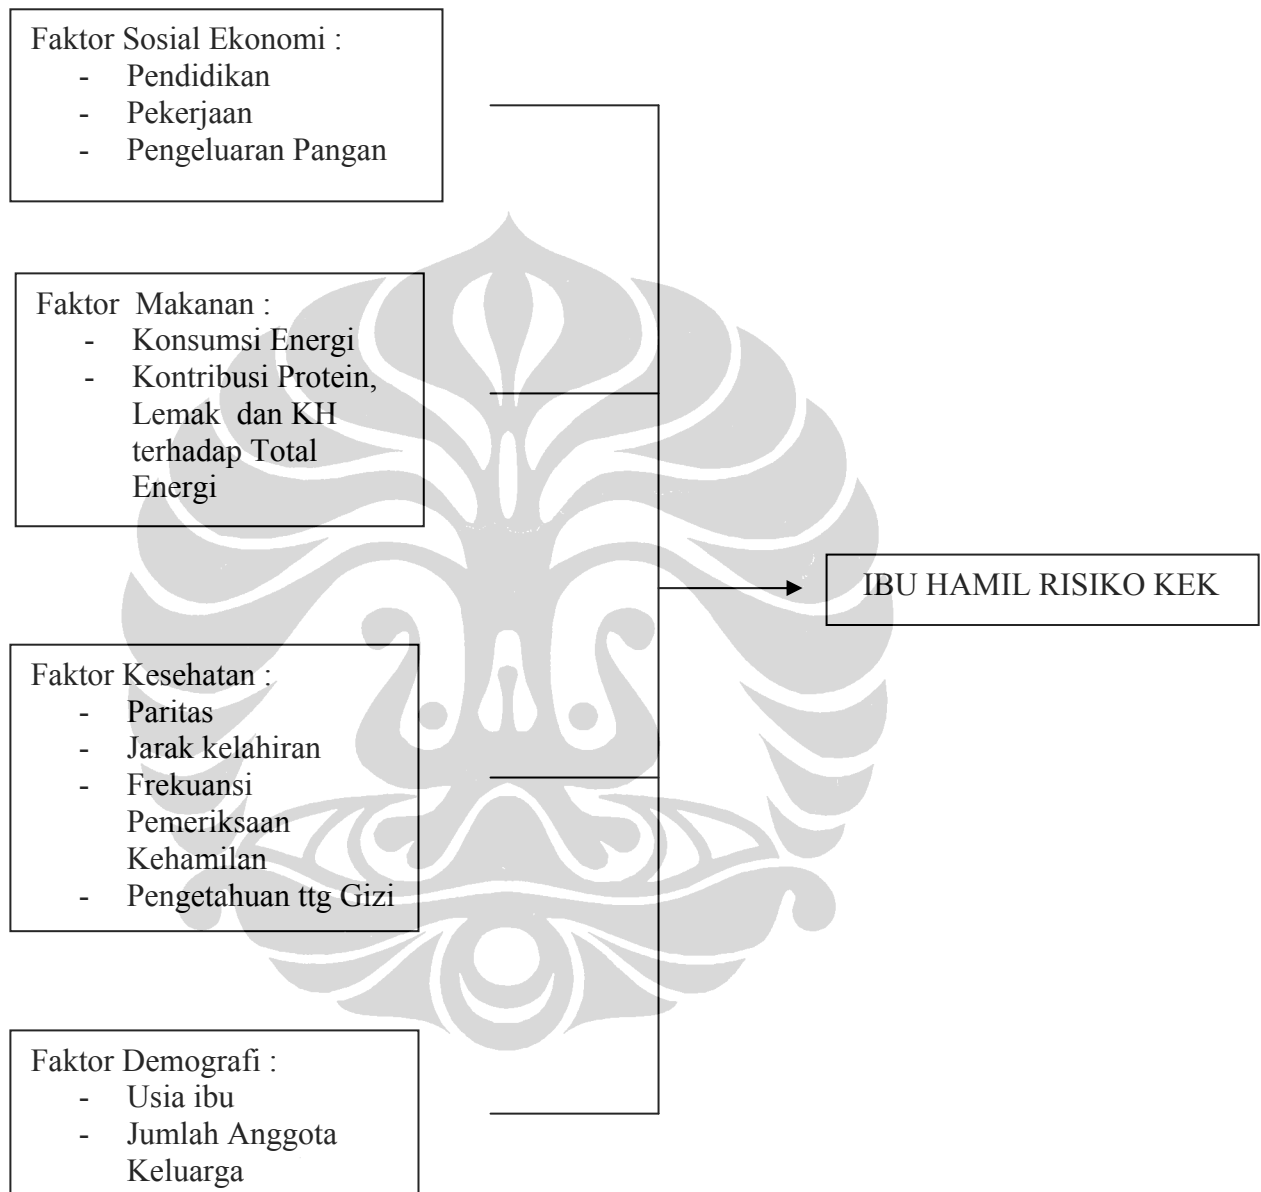 Faktor Sosial Ekonomi :
- Pendidikan
- Pekerjaan
- Pengeluaran Pangan
Faktor Makanan :
- Konsumsi Energi
- Kontribusi Protein,
Lemak dan KH
terhadap Total
Energi
IBU HAMIL RISIKO KEK
Faktor Kesehatan :
- Paritas
- Jarak kelahiran
- Frekuansi
Pemeriksaan
Kehamilan
- Pengetahuan ttg Gizi
Faktor Demografi :
- Usia ibu
- Jumlah Anggota
Keluarga